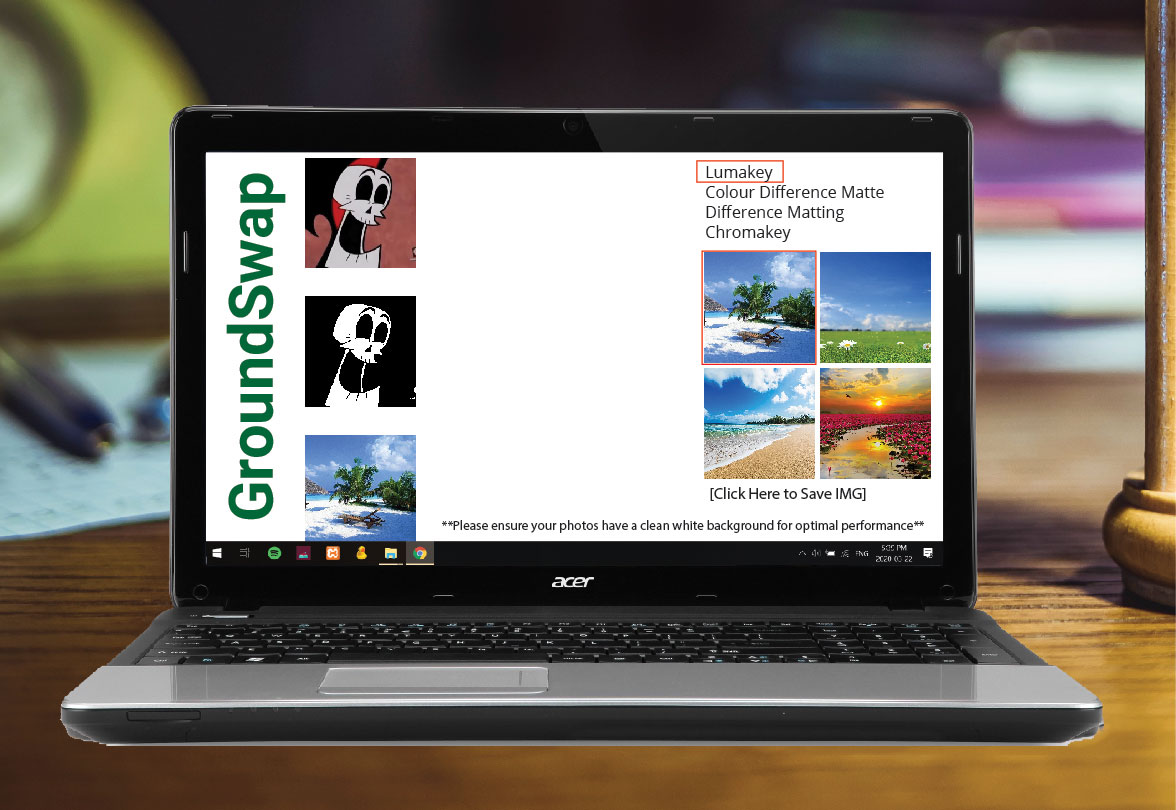 GroundSwap
Lumakey
Colour Difference Matte
Difference Matting
Chromakey
[Click Here to Save IMG]
**Please ensure your photos have a clean white background for optimal performance**
ENG
5:35 PM
2020-03-22
acer